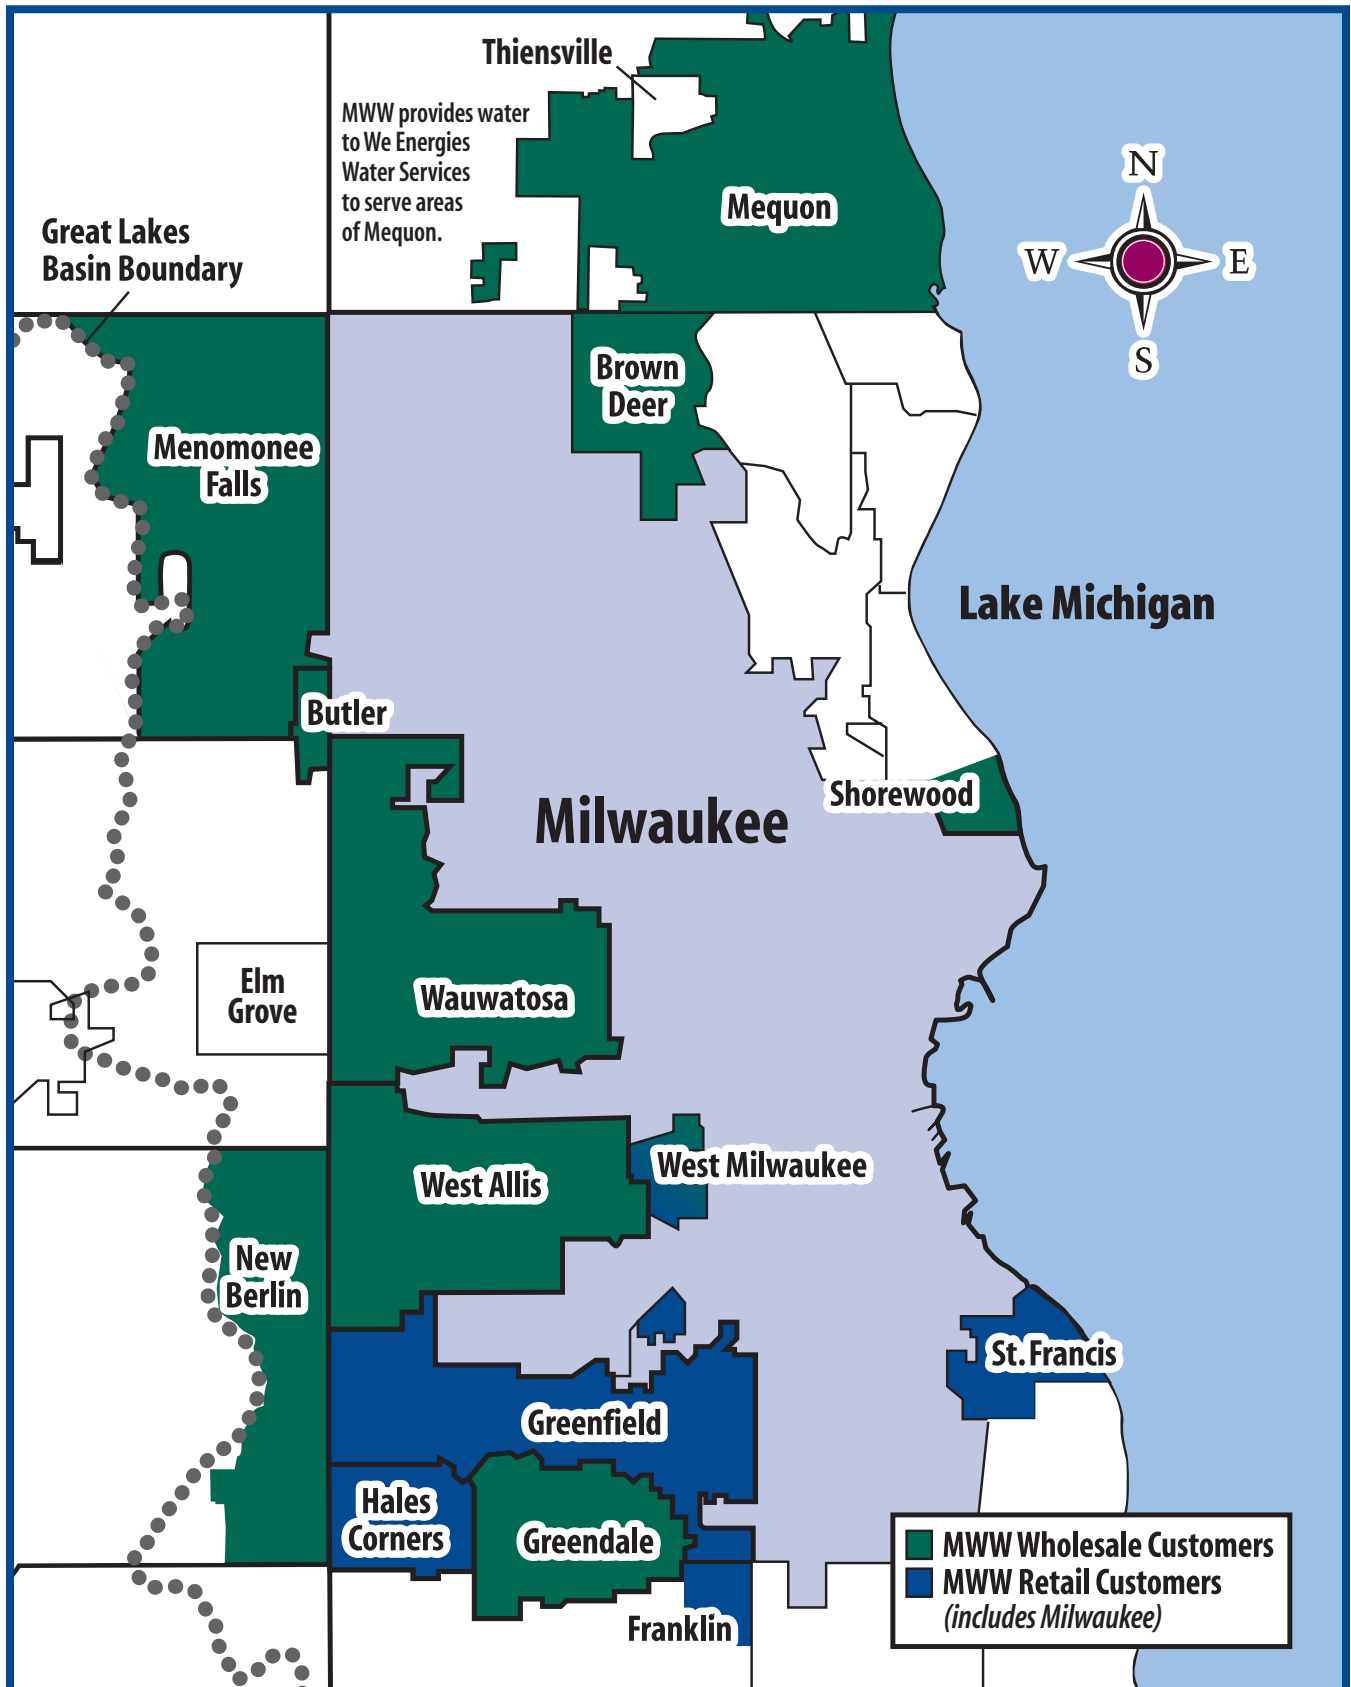 Thiensville
MWW provides water
to We Energies
Water Services
to serve areas
of Mequon.
N
Mequon
Great Lakes
Basin Boundary
W
E
S
Brown
Deer
Menomonee
Falls
Lake Michigan
Butler
Shorewood
Milwaukee
Elm
Grove
Wauwatosa
West Milwaukee
West Allis
New
Berlin
St. Francis
Greenfield
Hales
Corners
Greendale
Franklin
MWW Wholesale Customers
MWW Retail Customers
(includes Milwaukee)